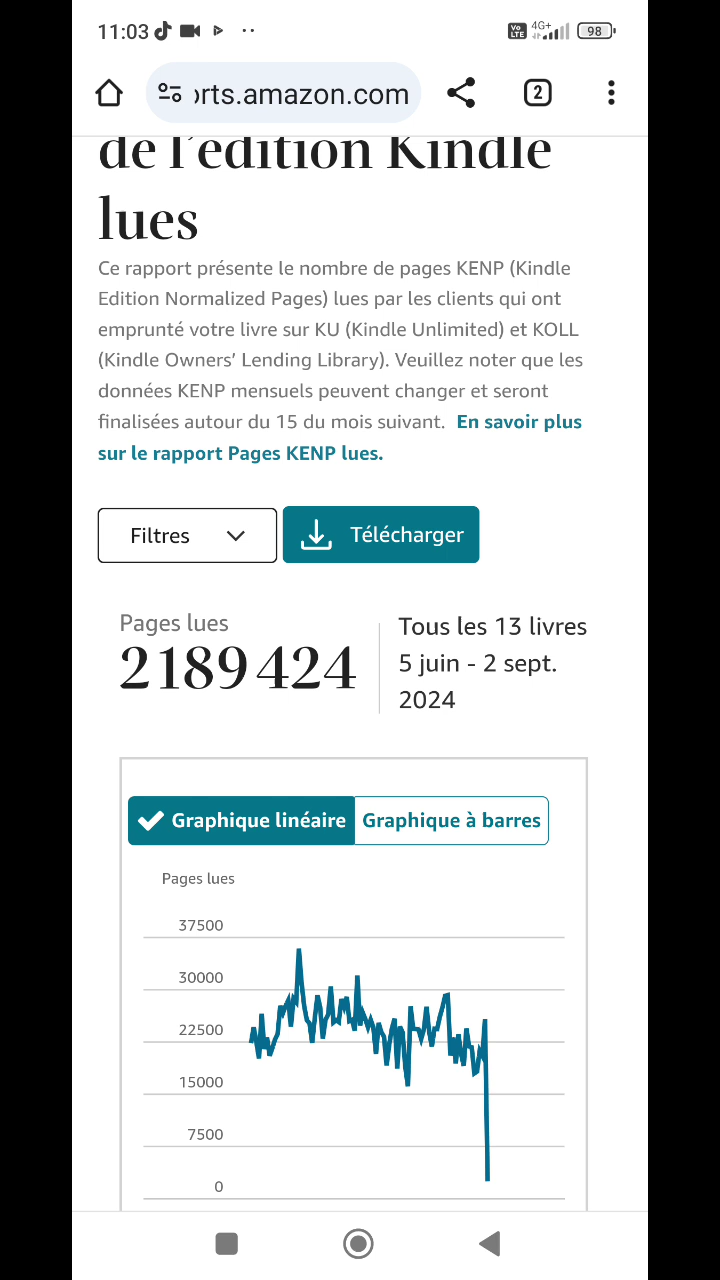 11:03
Vo LTE 4G+ 98
orts.amazon.com
2
de l'édition Kindle
lues
Ce rapport présente le nombre de pages KENP (Kindle
Edition Normalized Pages) lues par les clients qui ont
emprunté votre livre sur KU (Kindle Unlimited) et KOLL
(Kindle Owners' Lending Library). Veuillez noter que les
données KENP mensuels peuvent changer et seront
finalisées autour du 15 du mois suivant. En savoir plus
sur le rapport Pages KENP lues.
Filtres
Télécharger
Pages lues
2 189 424
Tous les 13 livres
5 juin - 2 sept.
2024
Graphique linéaire
Graphique à barres
Pages lues
37500
30000
22500
15000
7500
0